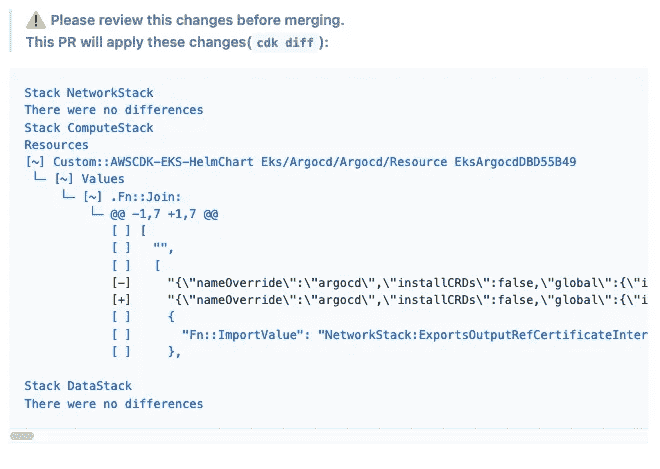 ⚠️ Please review this changes before merging.
This PR will apply these changes( cdk diff ):
Stack NetworkStack
There were no differences
Stack ComputeStack
Resources
[~] Custom::AWSCDK-EKS-HelmChart Eks/Argocd/Argocd/Resource EksArgocdDBD55B49
└─ [~] Values
└─ [~] .Fn::Join:
└─ @@ -1,7 +1,7 @@
[ ] [
[ ]   "",
[ ]   [
[-]     "{\"nameOverride\":\"argocd\",\"installCRDs\":false,\"global\":{\"i
[+]     "{\"nameOverride\":\"argocd\",\"installCRDs\":false,\"global\":{\"i
[ ]     {
[ ]       "Fn::ImportValue": "NetworkStack:ExportsOutputRefCertificateInter
[ ]     },
Stack DataStack
There were no differences